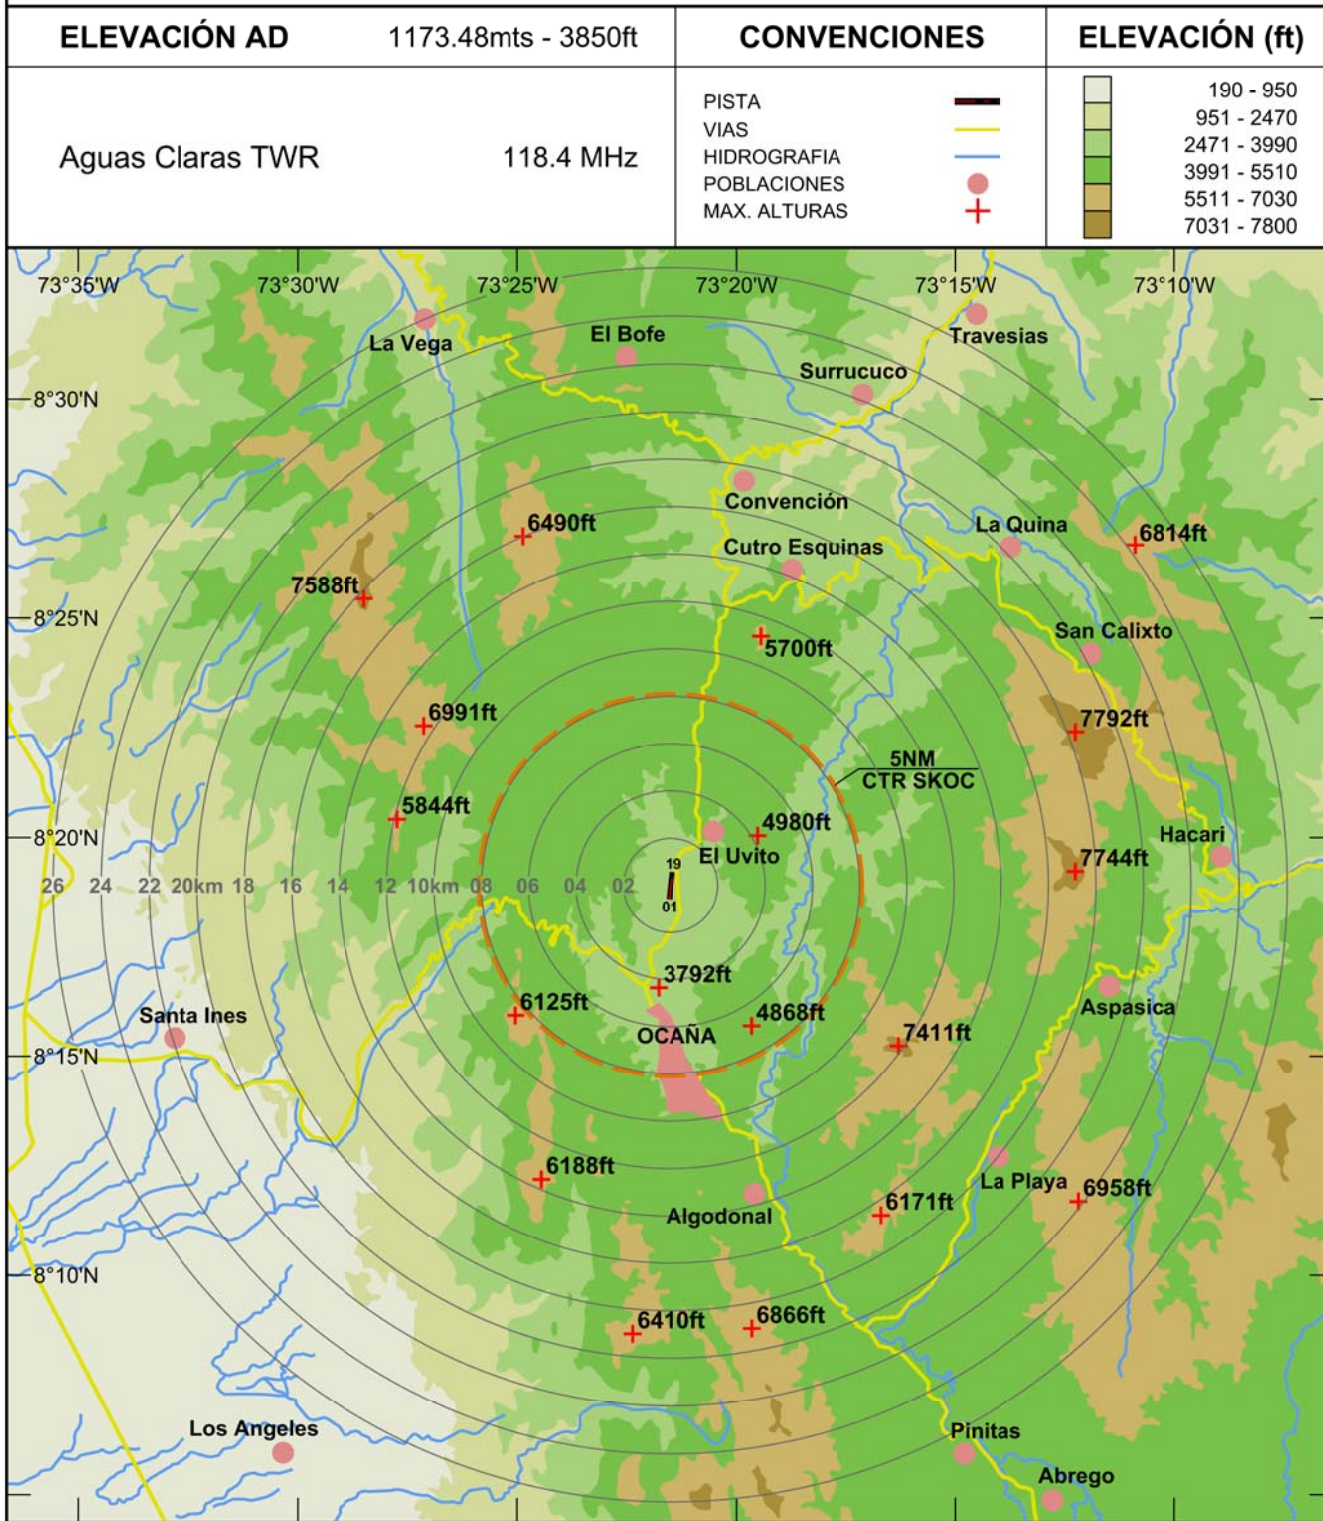 ELEVACIÓN AD 1173.48mts - 3850ft
CONVENCIONES
ELEVACIÓN (ft)
Aguas Claras TWR 118.4 MHz
PISTA
VIAS
HIDROGRAFIA
POBLACIONES
MAX. ALTURAS
190 - 950
951 - 2470
2471 - 3990
3991 - 5510
5511 - 7030
7031 - 7800
73°35'W 73°30'W 73°25'W 73°20'W 73°15'W 73°10'W
La Vega
El Bofe
Travesias
Surrucuco
8°30'N
Convención
6490ft
La Quina
6814ft
Cutro Esquinas
7588ft
8°25'N
San Calixto
5700ft
6991ft
7792ft
5NM
CTR SKOC
5844ft
4980ft
8°20'N
Hacari
El Uvito
7744ft
19
26 24 22 20km 18 16 14 12 10km 08 06 04 02
01
3792ft
6125ft
Santa Ines
4868ft
Aspasica
OCAÑA
7411ft
8°15'N
6188ft
La Playa
6958ft
6171ft
Algodonal
8°10'N
6410ft
6866ft
Los Angeles
Pinitas
Abrego